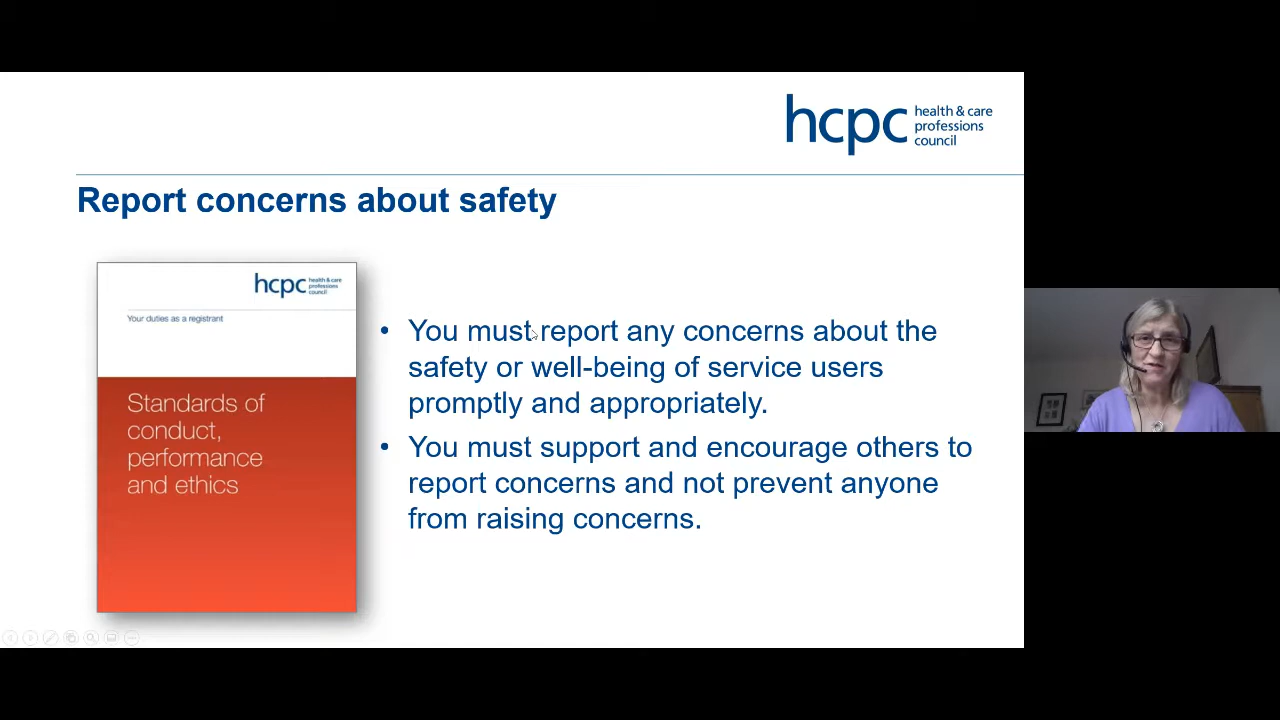 hcpc health & care
professions
council
Report concerns about safety
hcpc health & care
professions
council
Your duties as a registrant
Standards of
conduct,
performance
and ethics
• You must report any concerns about the
safety or well-being of service users
promptly and appropriately.
• You must support and encourage others to
report concerns and not prevent anyone
from raising concerns.